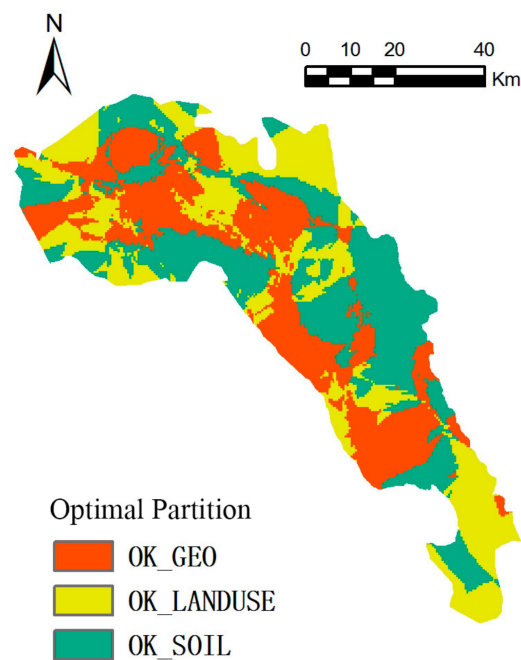 N
0 10 20 40
Km
Optimal Partition
OK_GEO
OK_LANDUSE
OK_SOIL